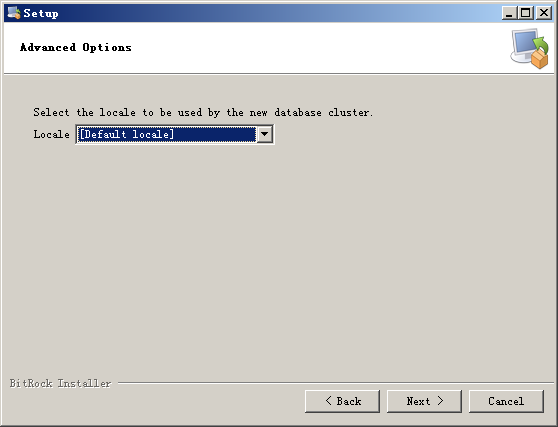 Setup
Advanced Options
Select the locale to be used by the new database cluster.
Locale [Default locale]
BitRock Installer
< Back Next > Cancel